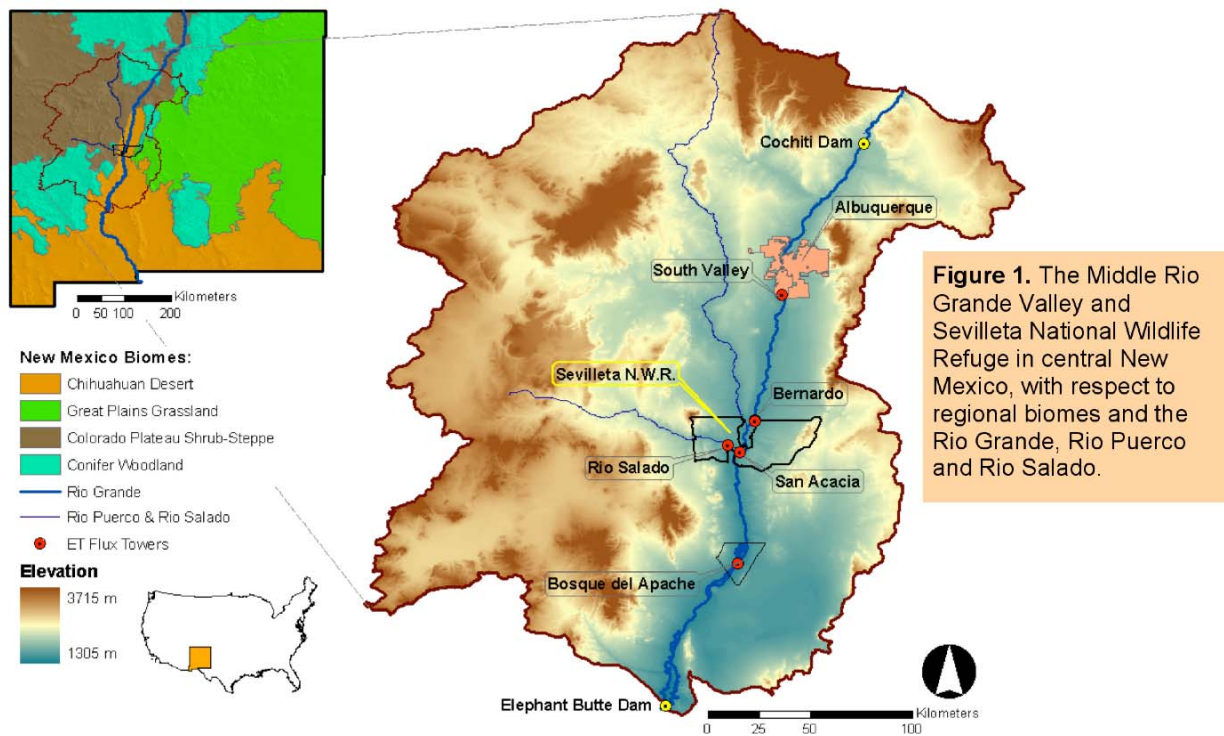 Kilometers
0 50 100 200
New Mexico Biomes:
Chihuahuan Desert
Great Plains Grassland
Colorado Plateau Shrub-Steppe
Conifer Woodland
Rio Grande
Rio Puerco & Rio Salado
ET Flux Towers
Elevation
3715 m
1305 m
Cochiti Dam
Albuquerque
South Valley
Sevilleta N.W.R.
Bernardo
Rio Salado
San Acacia
Bosque del Apache
Elephant Butte Dam
Kilometers
0 25 50 100
Figure 1. The Middle Rio
Grande Valley and
Sevilleta National Wildlife
Refuge in central New
Mexico, with respect to
regional biomes and the
Rio Grande, Rio Puerco
and Rio Salado.